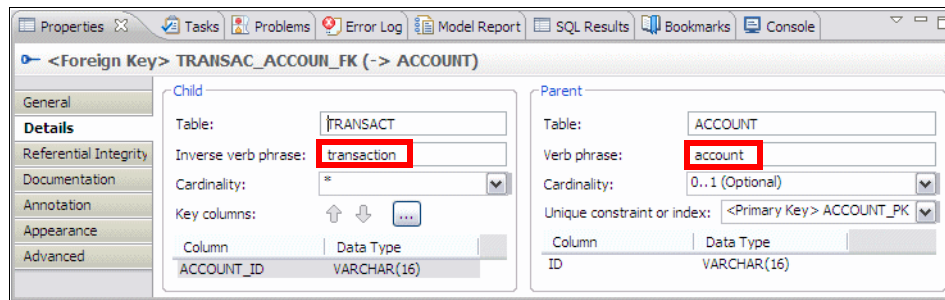 Properties Tasks Problems Error Log Model Report SQL Results Bookmarks Console
<Foreign Key> TRANSAC_ACCOUN_FK (-> ACCOUNT)
General
Details
Referential Integrity
Documentation
Annotation
Appearance
Advanced
Child
Table: TRANSACT
Inverse verb phrase: transaction
Cardinality: *
Key columns: ...
Column Data Type
ACCOUNT_ID VARCHAR(16)
Parent
Table: ACCOUNT
Verb phrase: account
Cardinality: 0..1 (Optional)
Unique constraint or index: <Primary Key> ACCOUNT_PK
Column Data Type
ID VARCHAR(16)